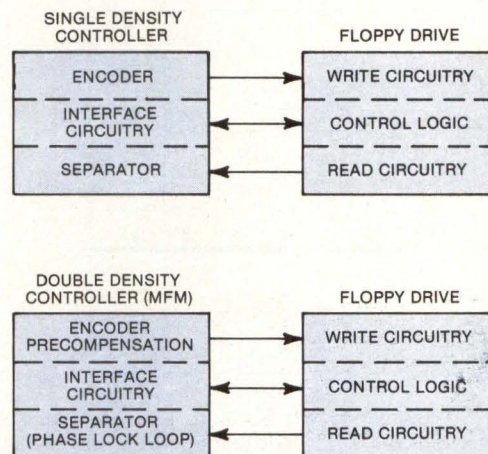 SINGLE DENSITY
CONTROLLER
FLOPPY DRIVE
ENCODER
WRITE CIRCUITRY
INTERFACE
CIRCUITRY
CONTROL LOGIC
SEPARATOR
READ CIRCUITRY
DOUBLE DENSITY
CONTROLLER (MFM)
FLOPPY DRIVE
ENCODER
PRECOMPENSATION
WRITE CIRCUITRY
INTERFACE
CIRCUITRY
CONTROL LOGIC
SEPARATOR
(PHASE LOCK LOOP)
READ CIRCUITRY